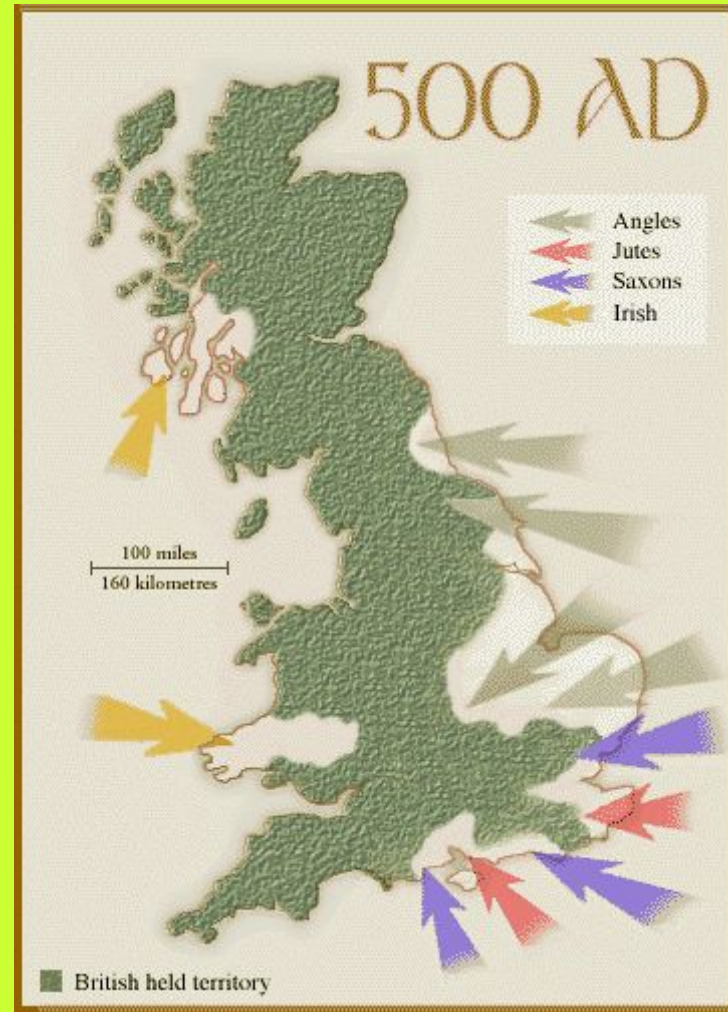 500 AD
Angles
Jutes
Saxons
Irish
100 miles
160 kilometres
British held territory